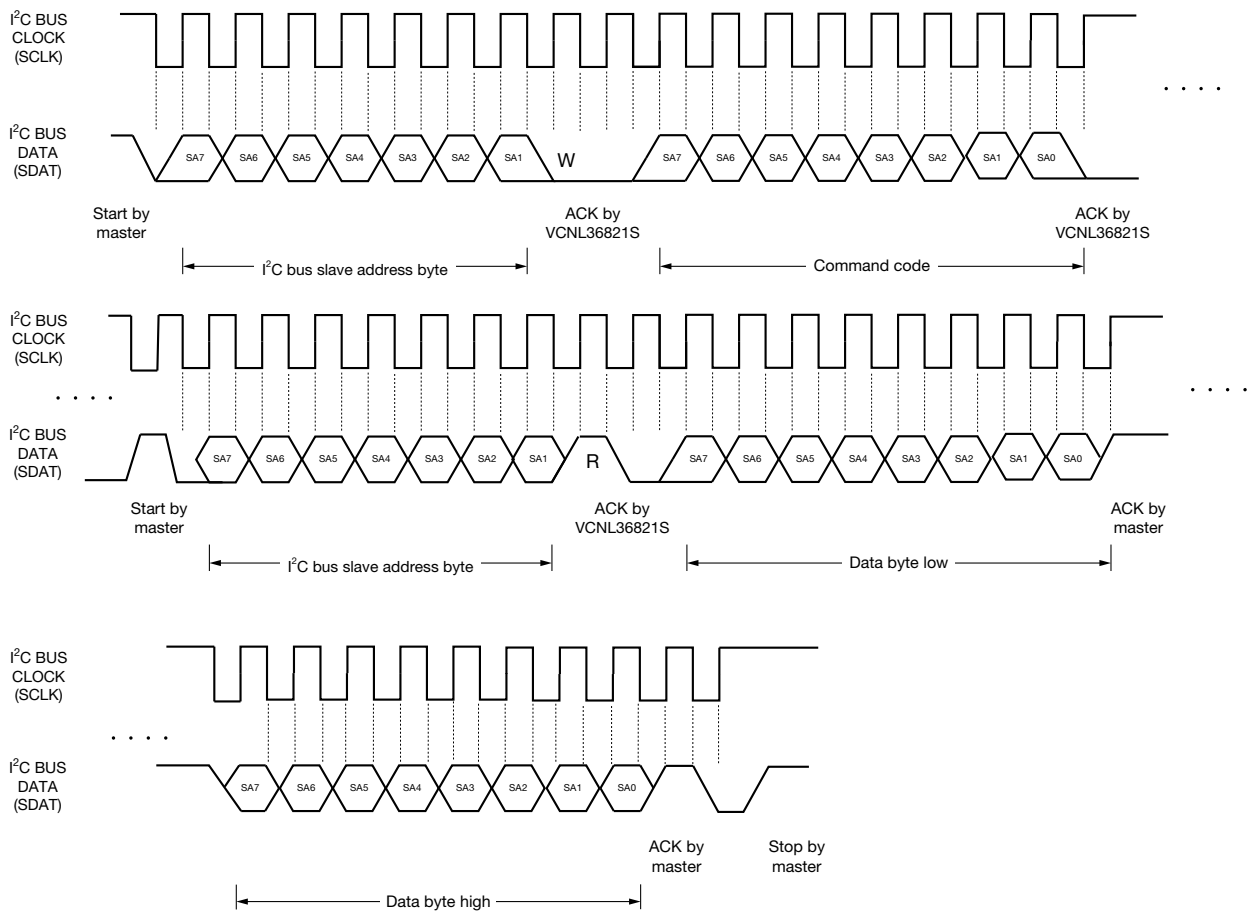 I²C BUS
CLOCK
(SCLK)
. . . .
I²C BUS
DATA
(SDAT)
SA7 SA6 SA5 SA4 SA3 SA2 SA1 W SA7 SA6 SA5 SA4 SA3 SA2 SA1 SA0
Start by
master
ACK by
VCNL36821S
ACK by
VCNL36821S
I²C bus slave address byte
Command code
I²C BUS
CLOCK
(SCLK)
. . . .
. . . .
I²C BUS
DATA
(SDAT)
SA7 SA6 SA5 SA4 SA3 SA2 SA1 R SA7 SA6 SA5 SA4 SA3 SA2 SA1 SA0
Start by
master
ACK by
VCNL36821S
ACK by
master
I²C bus slave address byte
Data byte low
I²C BUS
CLOCK
(SCLK)
. . . .
I²C BUS
DATA
(SDAT)
SA7 SA6 SA5 SA4 SA3 SA2 SA1 SA0
ACK by
master
Stop by
master
Data byte high